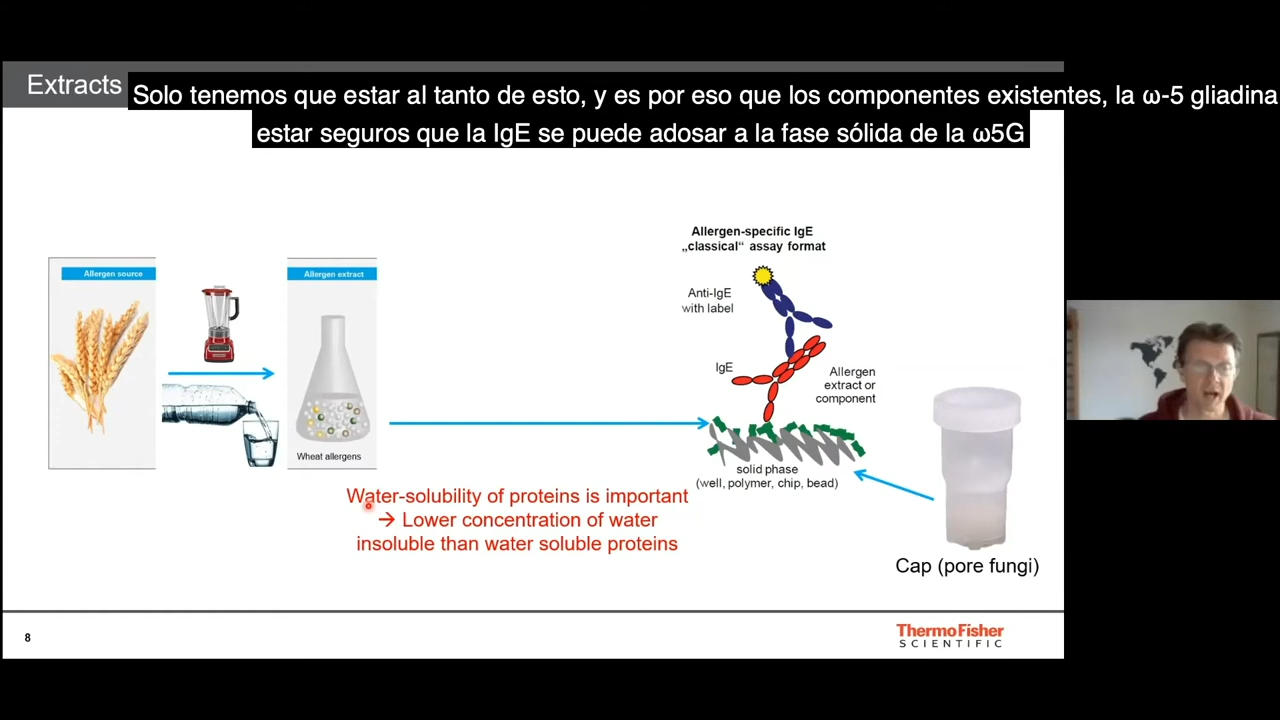 Extracts
Solo tenemos que estar al tanto de esto, y es por eso que los componentes existentes, la ω-5 gliadina
estar seguros que la IgE se puede adosar a la fase sólida de la ω5G
Allergen source
Allergen extract
Wheat allergens
Allergen-specific IgE
„classical“ assay format
Anti-IgE
with label
IgE
Allergen
extract or
component
solid phase
(well, polymer, chip, bead)
Water-solubility of proteins is important
→ Lower concentration of water
insoluble than water soluble proteins
Cap (pore fungi)
8
ThermoFisher
SCIENTIFIC